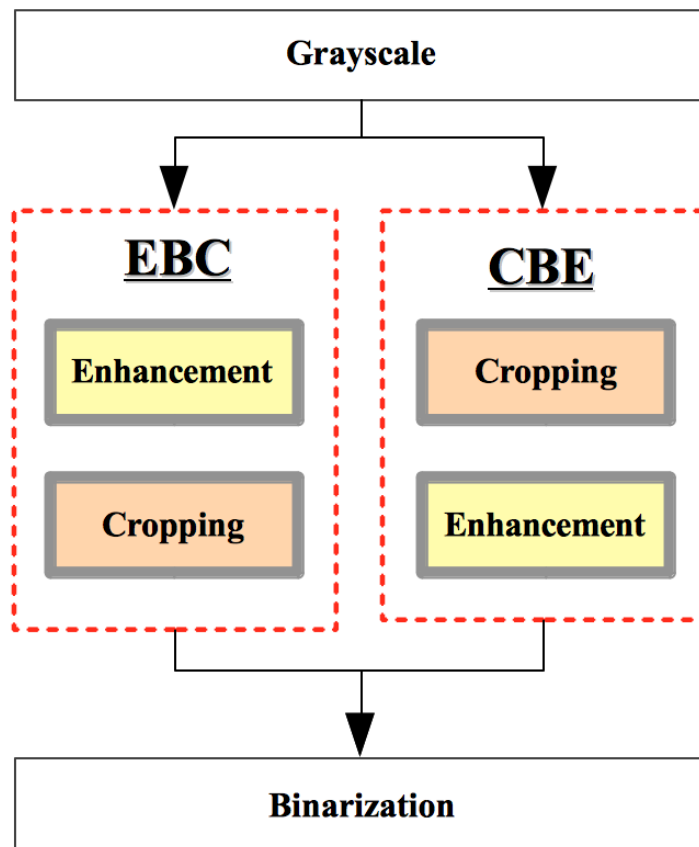 Grayscale
EBC
Enhancement
Cropping
CBE
Cropping
Enhancement
Binarization